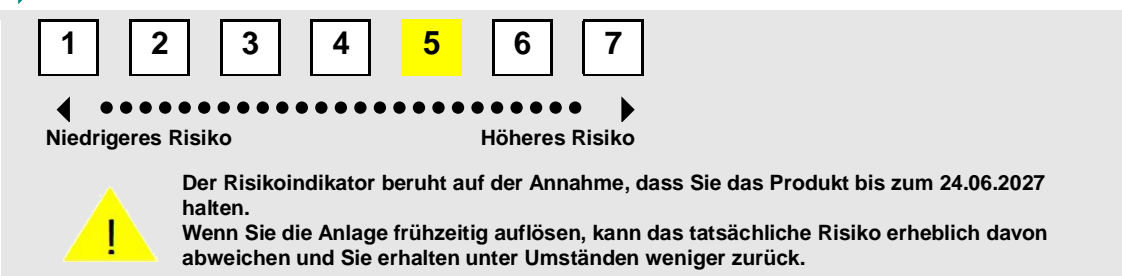 1 2 3 4 5 6 7
Niedrigeres Risiko Höheres Risiko
Der Risikoindikator beruht auf der Annahme, dass Sie das Produkt bis zum 24.06.2027
halten.
Wenn Sie die Anlage frühzeitig auflösen, kann das tatsächliche Risiko erheblich davon
abweichen und Sie erhalten unter Umständen weniger zurück.
!